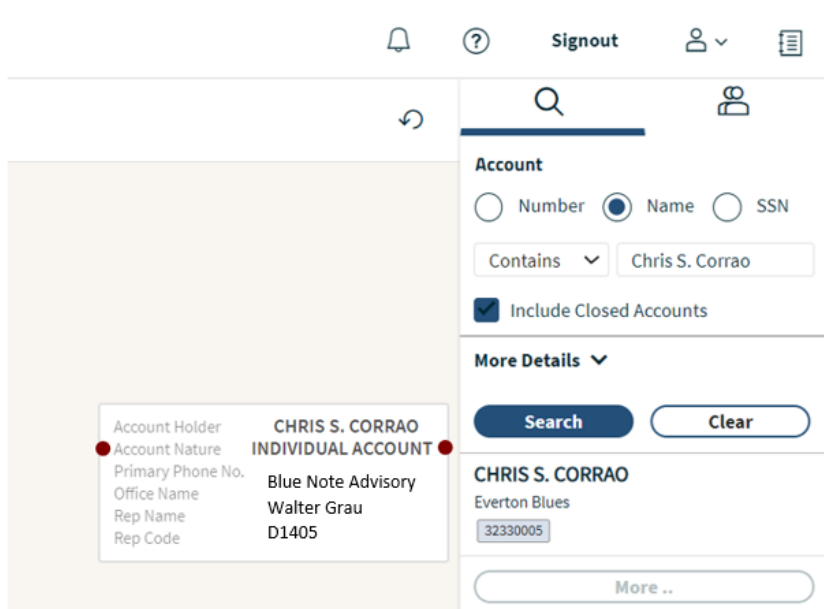 Signout
Account
Number Name SSN
Contains Chris S. Corrao
Include Closed Accounts
More Details
Search Clear
Account Holder CHRIS S. CORRAO
Account Nature INDIVIDUAL ACCOUNT
Primary Phone No.
Office Name Blue Note Advisory
Rep Name Walter Grau
Rep Code D1405
CHRIS S. CORRAO
Everton Blues
32330005
More ..